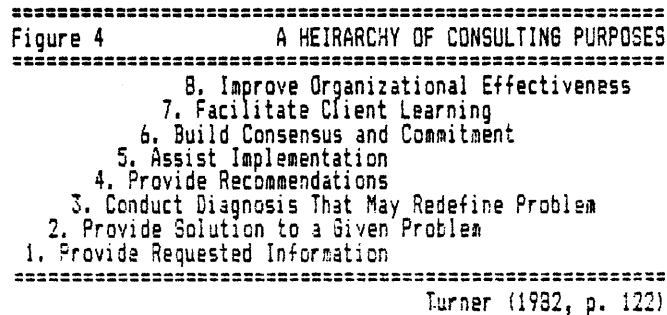 ==========================================================
Figure 4 A HEIRARCHY OF CONSULTING PURPOSES
==========================================================
8. Improve Organizational Effectiveness
7. Facilitate Client Learning
6. Build Consensus and Commitment
5. Assist Implementation
4. Provide Recommendations
3. Conduct Diagnosis That May Redefine Problem
2. Provide Solution to a Given Problem
1. Provide Requested Information
==========================================================
Turner (1982, p. 122)